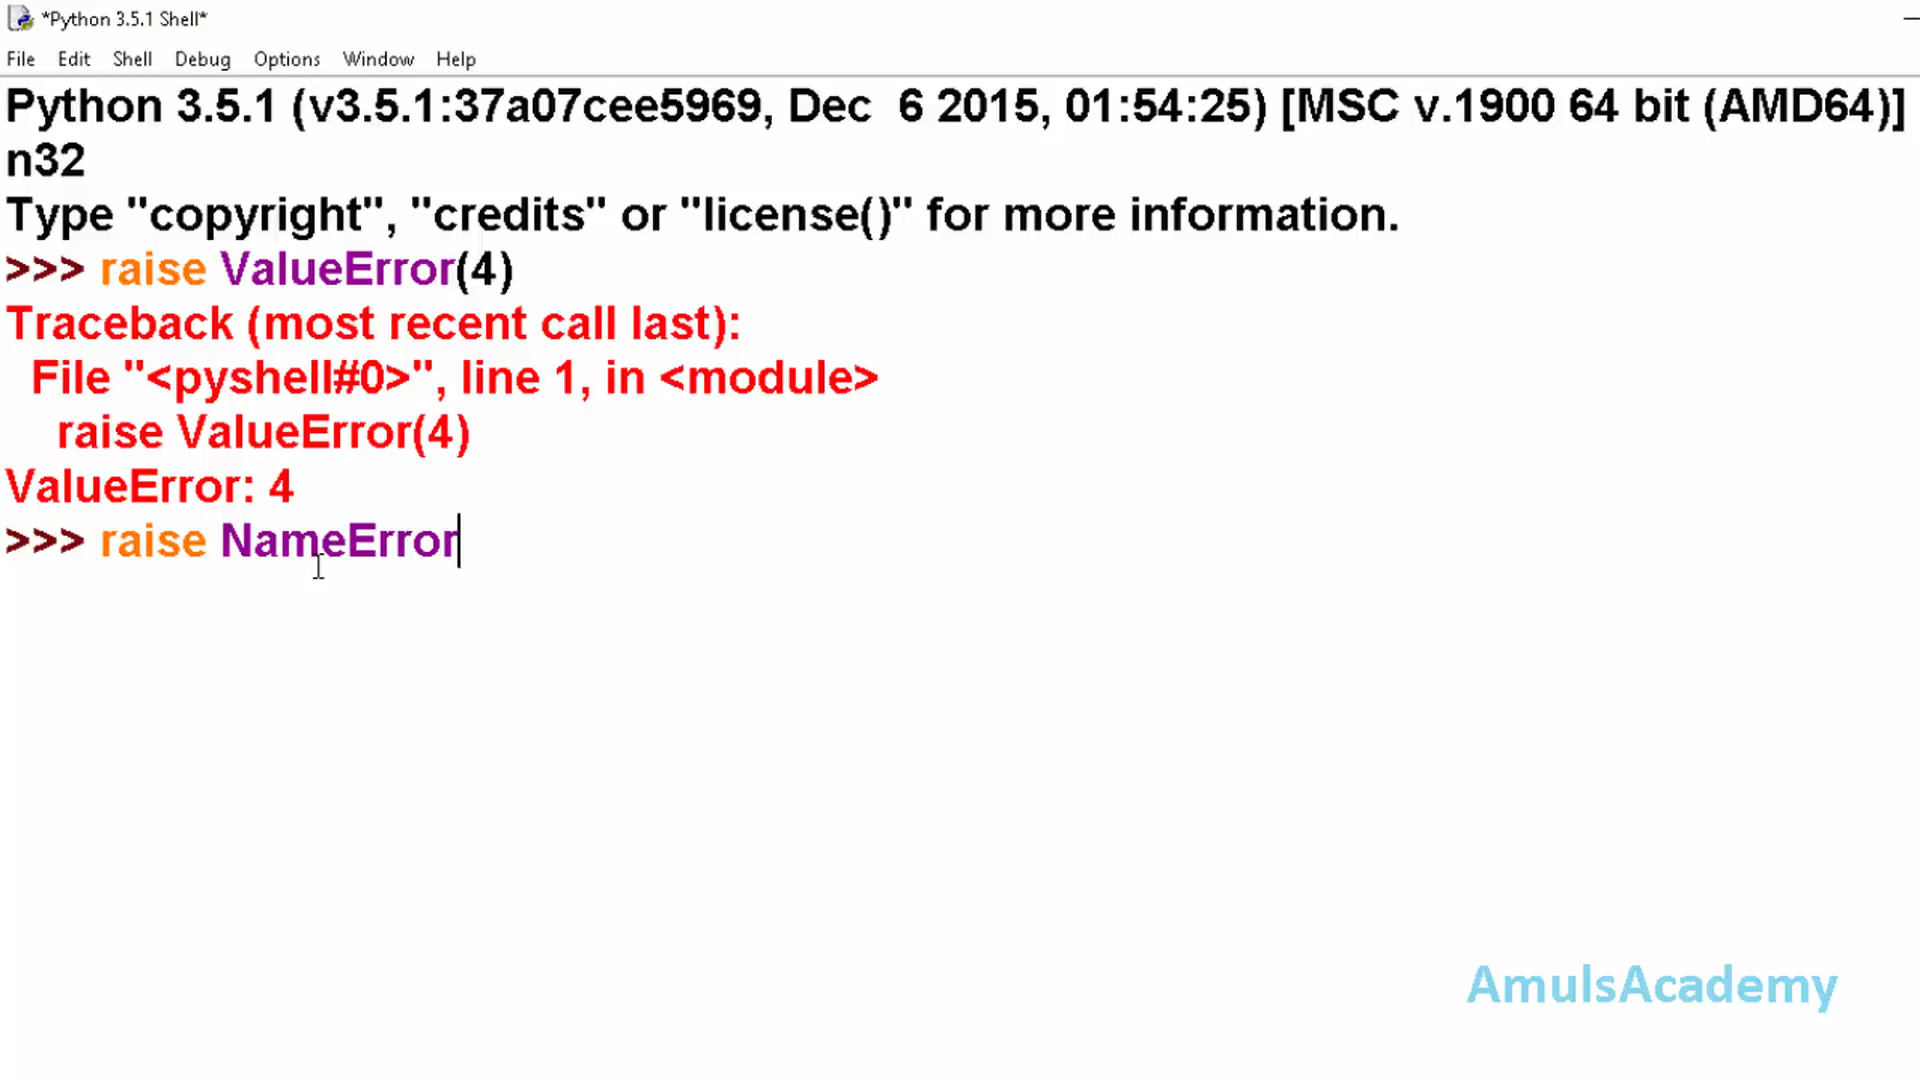 *Python 3.5.1 Shell*
File Edit Shell Debug Options Window Help
Python 3.5.1 (v3.5.1:37a07cee5969, Dec  6 2015, 01:54:25) [MSC v.1900 64 bit (AMD64)]
n32
Type "copyright", "credits" or "license()" for more information.
>>> raise ValueError(4)
Traceback (most recent call last):
  File "<pyshell#0>", line 1, in <module>
    raise ValueError(4)
ValueError: 4
>>> raise NameError
AmulsAcademy